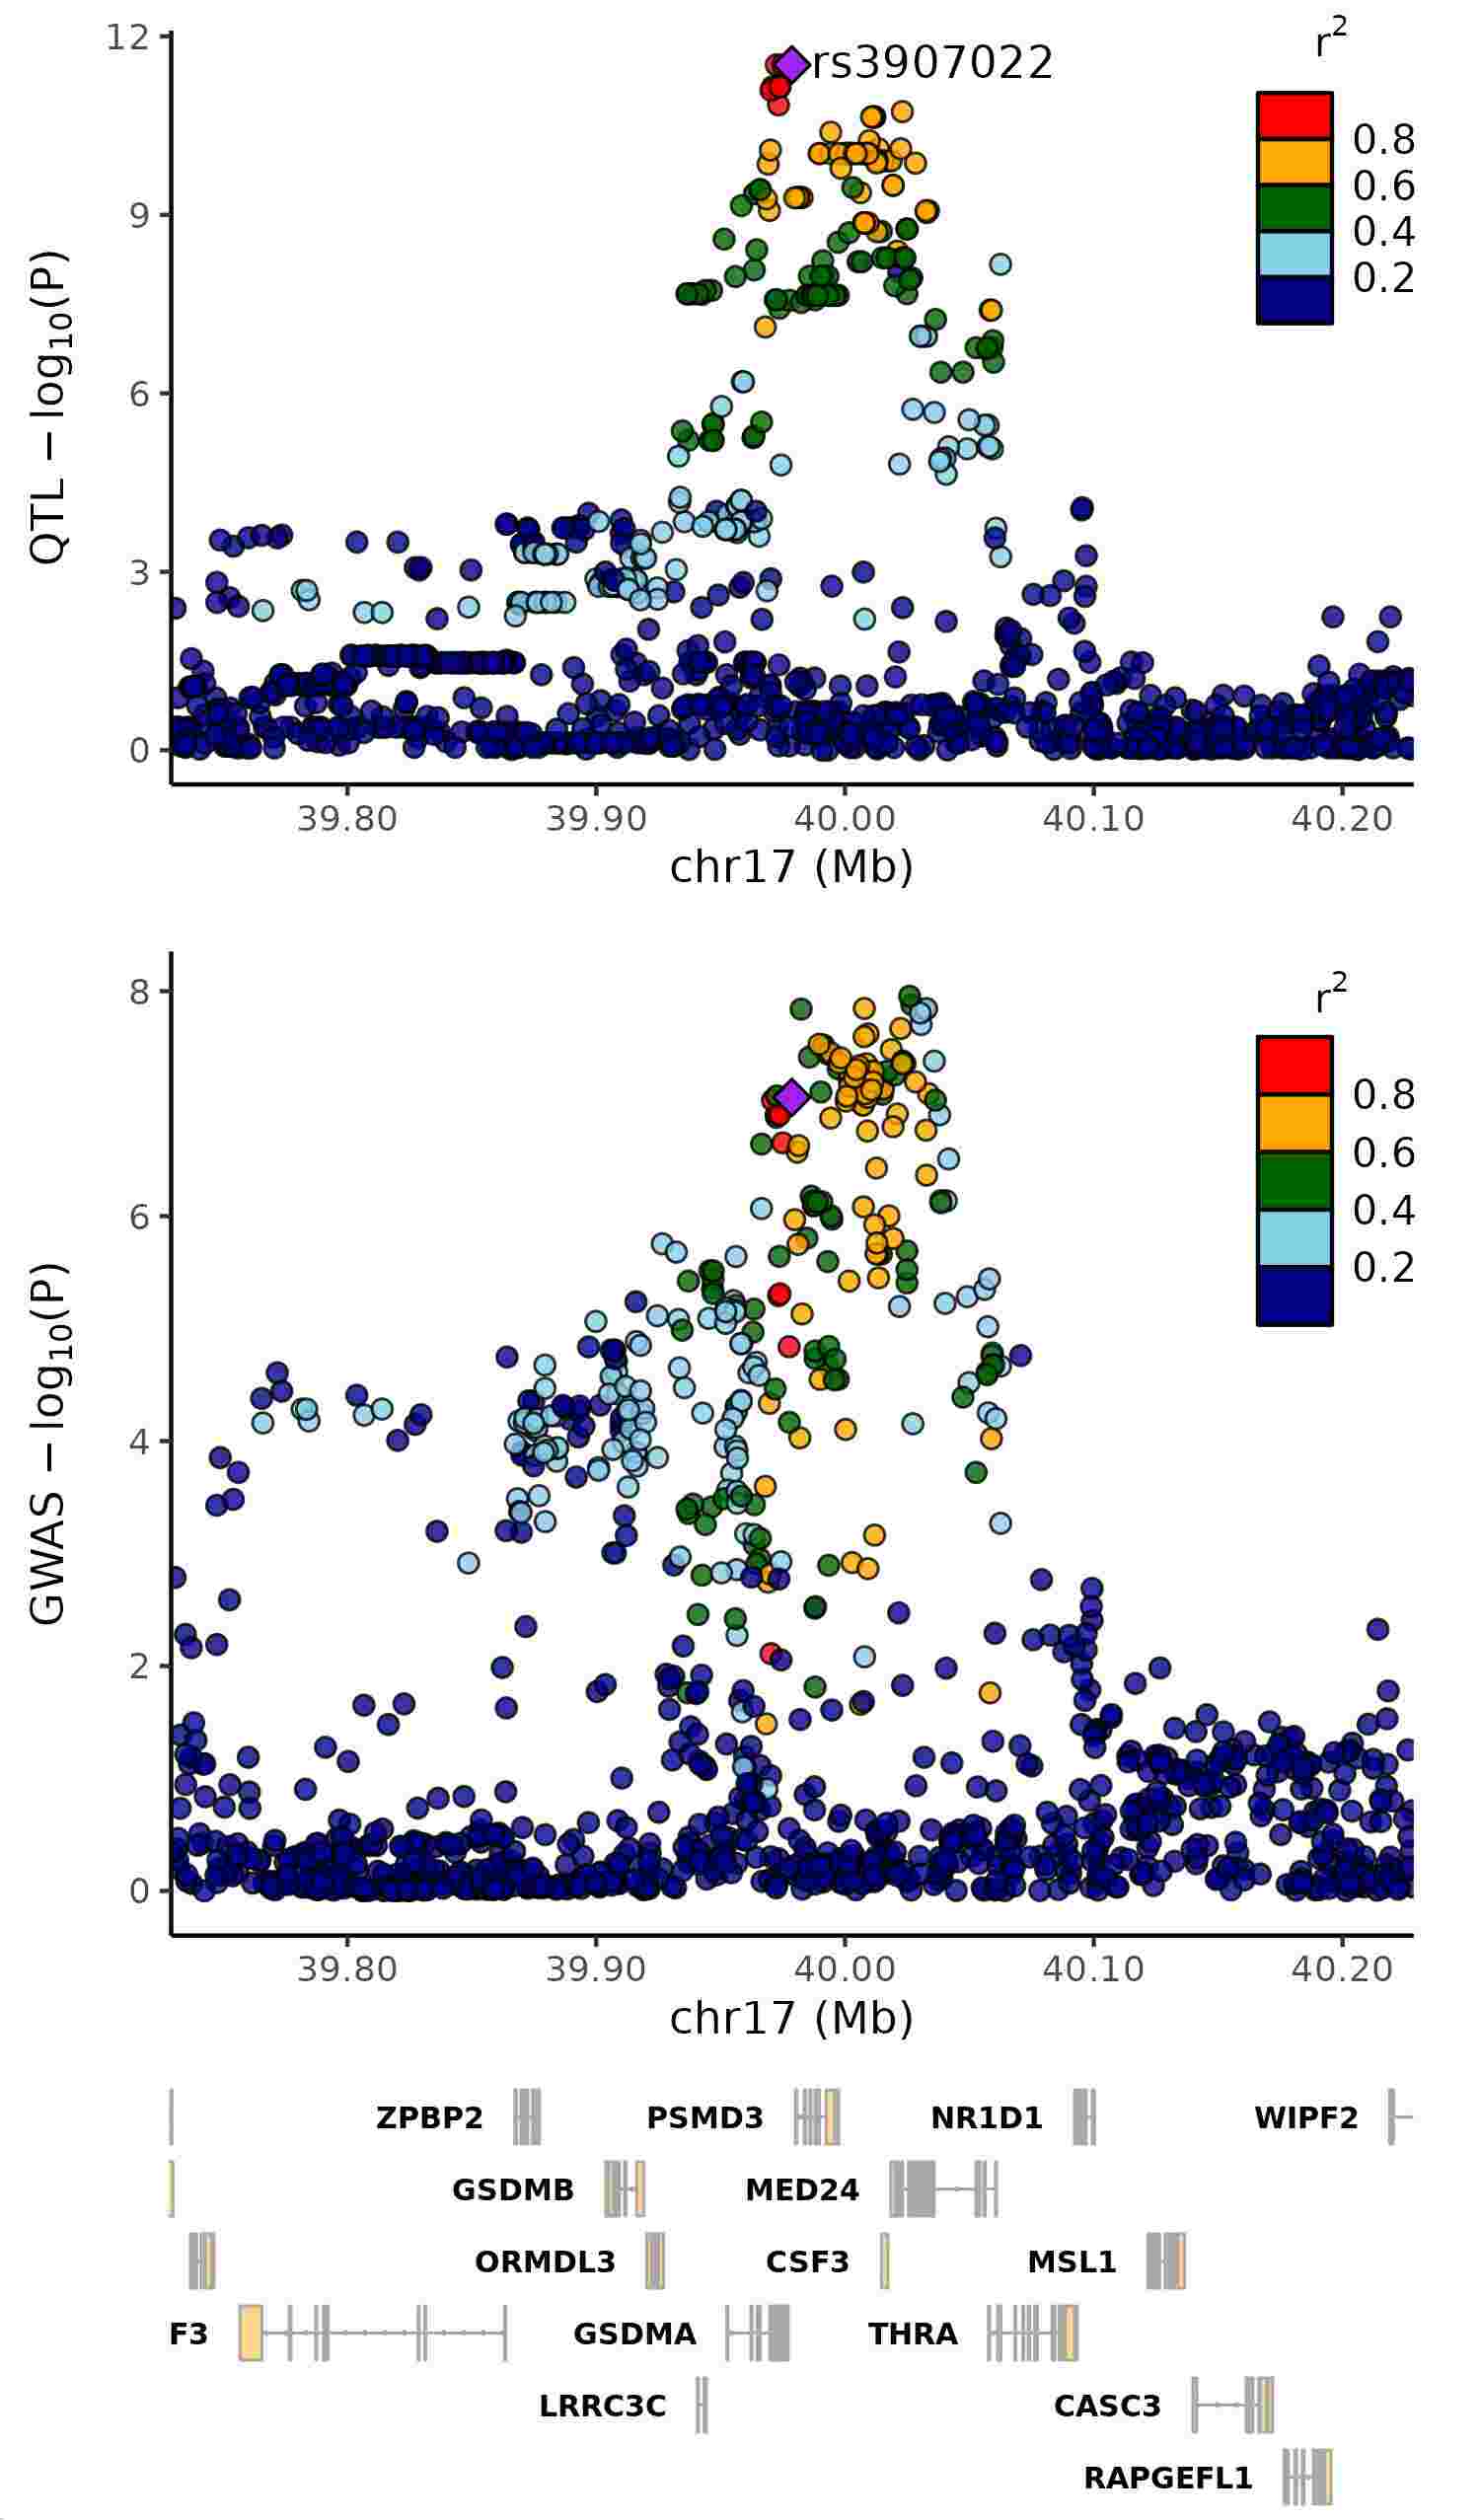 12
9
6
3
0
QTL −log10(P)
rs3907022
r2
0.8
0.6
0.4
0.2
39.80 39.90 40.00 40.10 40.20
chr17 (Mb)
8
6
4
2
0
GWAS −log10(P)
r2
0.8
0.6
0.4
0.2
39.80 39.90 40.00 40.10 40.20
chr17 (Mb)
ZPBP2 PSMD3 NR1D1 WIPF2
GSDMB MED24
ORMDL3 CSF3 MSL1
F3 GSDMA THRA
LRRC3C CASC3
RAPGEFL1